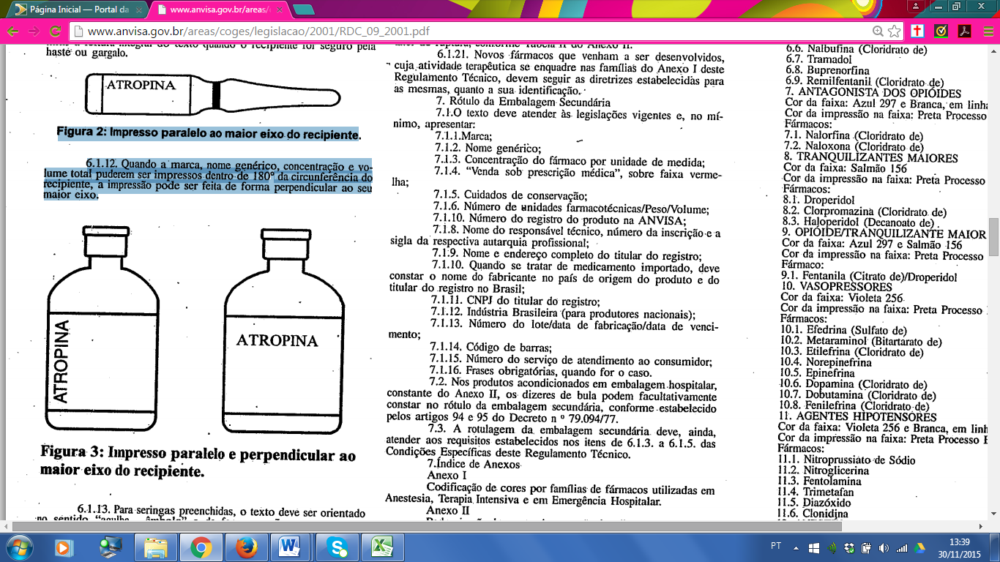 Página Inicial — Portal da
www.anvisa.gov.br/areas/
www.anvisa.gov.br/areas/coges/legislacao/2001/RDC_09_2001.pdf
integral do texto quando o recipiente for seguro pela
haste ou gargalo.
ATROPINA
Figura 2: Impresso paralelo ao maior eixo do recipiente.
6.1.12. Quando a marca, nome genérico, concentração e vo-
lume total puderem ser impressos dentro de 180° da circunferência do
recipiente, a impressão pode ser feita de forma perpendicular ao seu
maior eixo.
ATROPINA
ATROPINA
Figura 3: Impresso paralelo e perpendicular ao
maior eixo do recipiente.
6.1.13. Para seringas preenchidas, o texto deve ser orientado
no sentido
conforme Tabela II do Anexo II.
6.1.21. Novos fármacos que venham a ser desenvolvidos,
cuja atividade terapêutica se enquadre nas famílias do Anexo I deste
Regulamento Técnico, devem seguir as diretrizes estabelecidas para
as mesmas, quanto a sua identificação.
7. Rótulo da Embalagem Secundária
7.1.O texto deve atender às legislações vigentes e, no mí-
nimo, apresentar:
7.1.1.Marca;
7.1.2. Nome genérico;
7.1.3. Concentração do fármaco por unidade de medida;
7.1.4. “Venda sob prescrição médica”, sobre faixa verme-
lha;
7.1.5. Cuidados de conservação;
7.1.6. Número de unidades farmacotécnicas/Peso/Volume;
7.1.10. Número do registro do produto na ANVISA;
7.1.8. Nome do responsável técnico, número da inscrição e a
sigla da respectiva autarquia profissional;
7.1.9. Nome e endereço completo do titular do registro;
7.1.10. Quando se tratar de medicamento importado, deve
constar o nome do fabricante no país de origem do produto e do
titular do registro no Brasil;
7.1.11. CNPJ do titular do registro;
7.1.12. Indústria Brasileira (para produtores nacionais);
7.1.13. Número do lote/data de fabricação/data de venci-
mento;
7.1.14. Código de barras;
7.1.15. Número do serviço de atendimento ao consumidor;
7.1.16. Frases obrigatórias, quando for o caso.
7.2. Nos produtos acondicionados em embalagem hospitalar,
constante do Anexo II, os dizeres de bula podem facultativamente
constar no rótulo da embalagem secundária, conforme estabelecido
pelos artigos 94 e 95 do Decreto n º 79.094/77.
7.3. A rotulagem da embalagem secundária deve, ainda,
atender aos requisitos estabelecidos nos itens de 6.1.3. a 6.1.5. das
Condições Específicas deste Regulamento Técnico.
7.Índice de Anexos
Anexo I
Codificação de cores por famílias de fármacos utilizadas em
Anestesia, Terapia Intensiva e em Emergência Hospitalar.
Anexo II
6.6. Nalbufina (Cloridrato de)
6.7. Tramadol
6.8. Buprenorfina
6.9. Remilfentanil (Cloridrato de)
7. ANTAGONISTA DOS OPIÓIDES
Cor da faixa: Azul 297 e Branca, em linha
Cor da impressão na faixa: Preta Processo
Fármacos:
7.1. Nalorfina (Cloridrato de)
7.2. Naloxona (Cloridrato de)
8. TRANQUILIZANTES MAIORES
Cor da faixa: Salmão 156
Cor da impressão na faixa: Preta Processo
Fármacos:
8.1. Droperidol
8.2. Clorpromazina (Cloridrato de)
8.3. Haloperidol (Decanoato de)
9. OPIÓIDE/TRANQUILIZANTE MAIOR
Cor da faixa: Azul 297 e Salmão 156
Cor da impressão na faixa: Preta Processo
Fármaco:
9.1. Fentanila (Citrato de)/Droperidol
10. VASOPRESSORES
Cor da faixa: Violeta 256
Cor da impressão na faixa: Preta Processo
Fármacos:
10.1. Efedrina (Sulfato de)
10.2. Metaraminol (Bitartarato de)
10.3. Etilefrina (Cloridrato de)
10.4. Norepinefrina
10.5. Epinefrina
10.6. Dopamina (Cloridrato de)
10.7. Dobutamina (Cloridrato de)
10.8. Fenilefrina (Cloridrato de)
11. AGENTES HIPOTENSORES
Cor da faixa: Violeta 256 e Branca, em linh
Cor da impressão na faixa: Preta Processo
Fármacos:
11.1. Nitroprussiato de Sódio
11.2. Nitroglicerina
11.3. Fentolamina
11.4. Trimetafan
11.5. Diazóxido
11.6. Clonidina
PT
13:39
30/11/2015